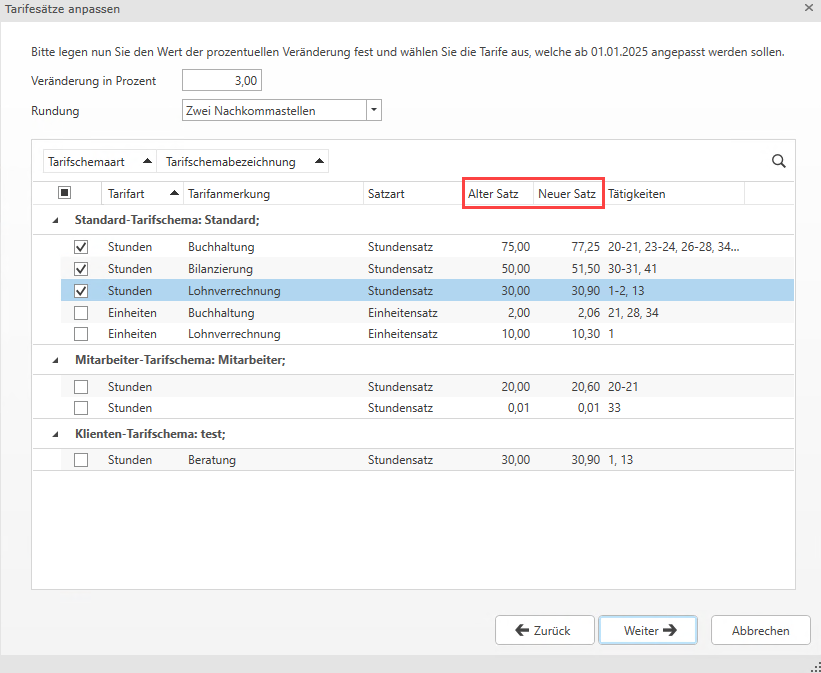 Tarifesätze anpassen
Bitte legen nun Sie den Wert der prozentuellen Veränderung fest und wählen Sie die Tarife aus, welche ab 01.01.2025 angepasst werden sollen.
Veränderung in Prozent 3,00
Rundung Zwei Nachkommastellen
Tarifschemaart Tarifschemabezeichnung
Tarifart Tarifanmerkung Satzart Alter Satz Neuer Satz Tätigkeiten
Standard-Tarifschema: Standard;
Stunden Buchhaltung Stundensatz 75,00 77,25 20-21, 23-24, 26-28, 34...
Stunden Bilanzierung Stundensatz 50,00 51,50 30-31, 41
Stunden Lohnverrechnung Stundensatz 30,00 30,90 1-2, 13
Einheiten Buchhaltung Einheitensatz 2,00 2,06 21, 28, 34
Einheiten Lohnverrechnung Einheitensatz 10,00 10,30 1
Mitarbeiter-Tarifschema: Mitarbeiter;
Stunden Stundensatz 20,00 20,60 20-21
Stunden Stundensatz 0,01 0,01 33
Klienten-Tarifschema: test;
Stunden Beratung Stundensatz 30,00 30,90 1, 13
Zurück Weiter Abbrechen